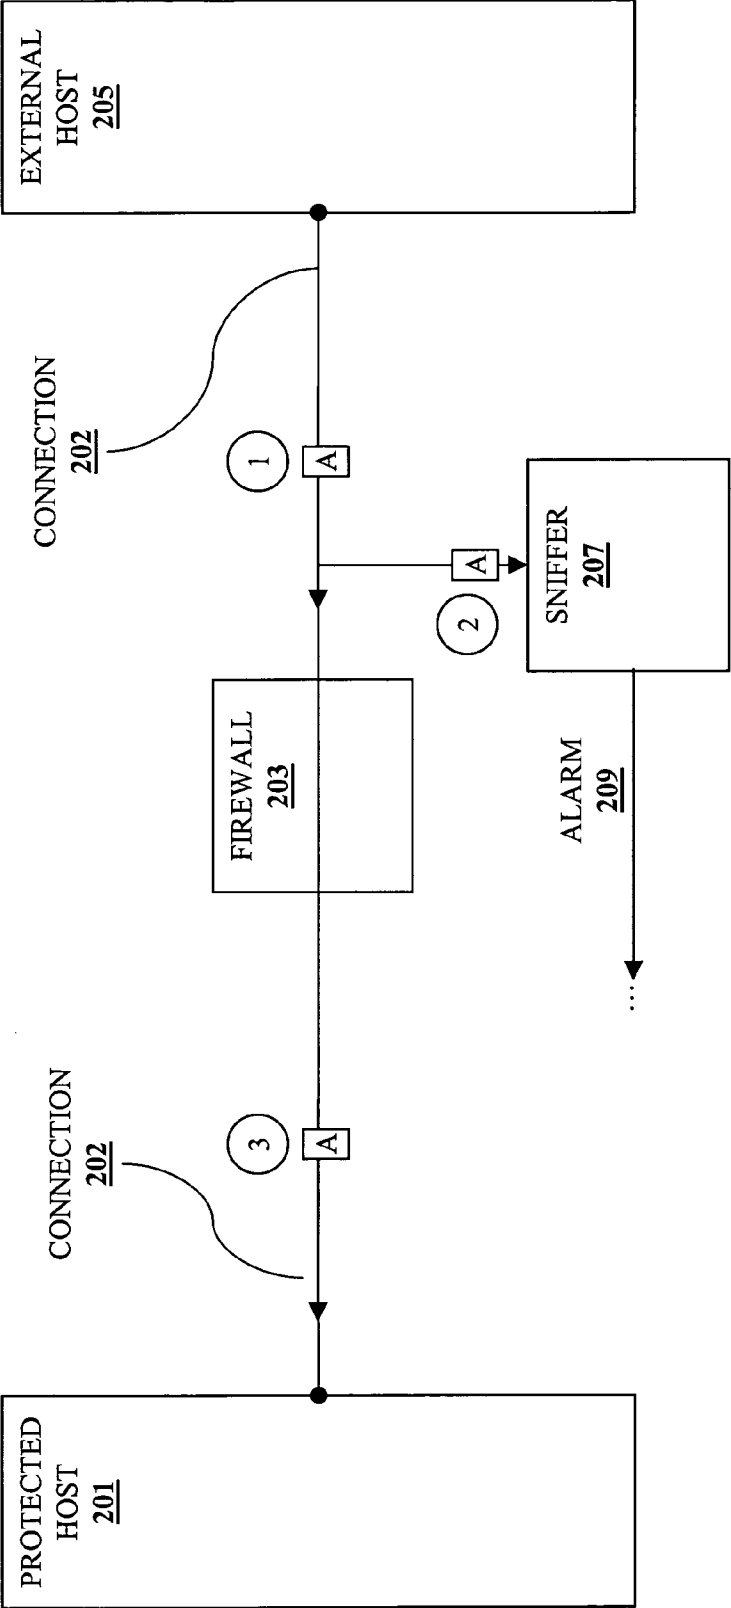 PROTECTED
HOST
201
CONNECTION
202
CONNECTION
202
EXTERNAL
HOST
205
3
A
FIREWALL
203
1
A
2
A
...
ALARM
209
SNIFFER
207